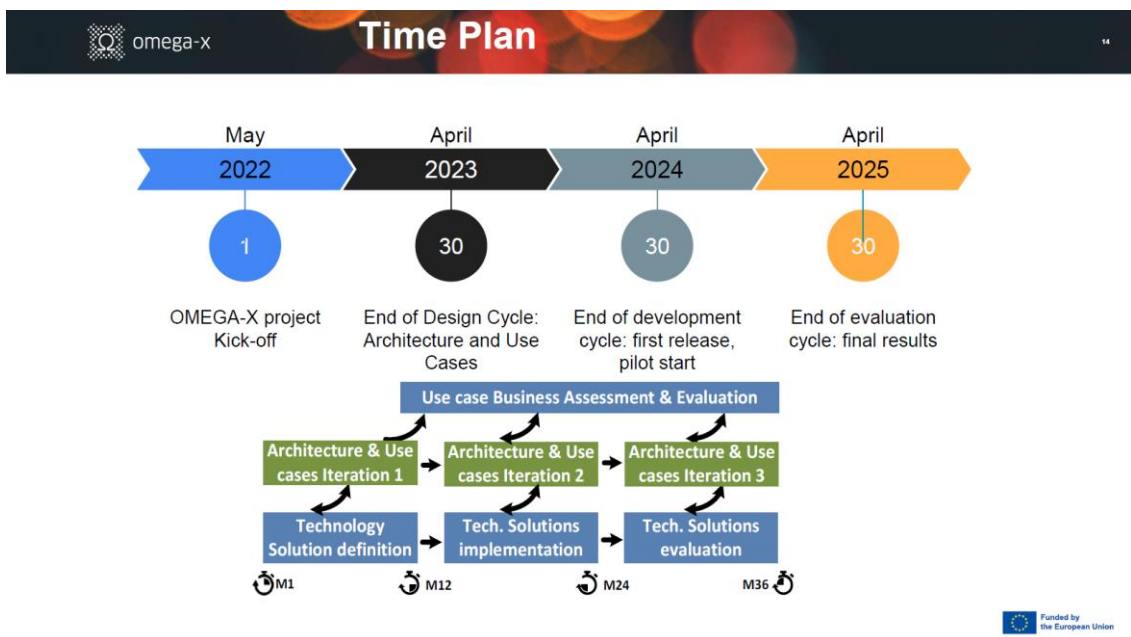 omega-x
Time Plan
14
May
April
April
April
2022
2023
2024
2025
1
30
30
30
OMEGA-X project
Kick-off
End of Design Cycle:
Architecture and Use
Cases
End of development
cycle: first release,
pilot start
End of evaluation
cycle: final results
Use case Business Assessment & Evaluation
Architecture & Use
cases Iteration 1
Architecture & Use
cases Iteration 2
Architecture & Use
cases Iteration 3
Technology
Solution definition
Tech. Solutions
implementation
Tech. Solutions
evaluation
M1
M12
M24
M36
Funded by
the European Union